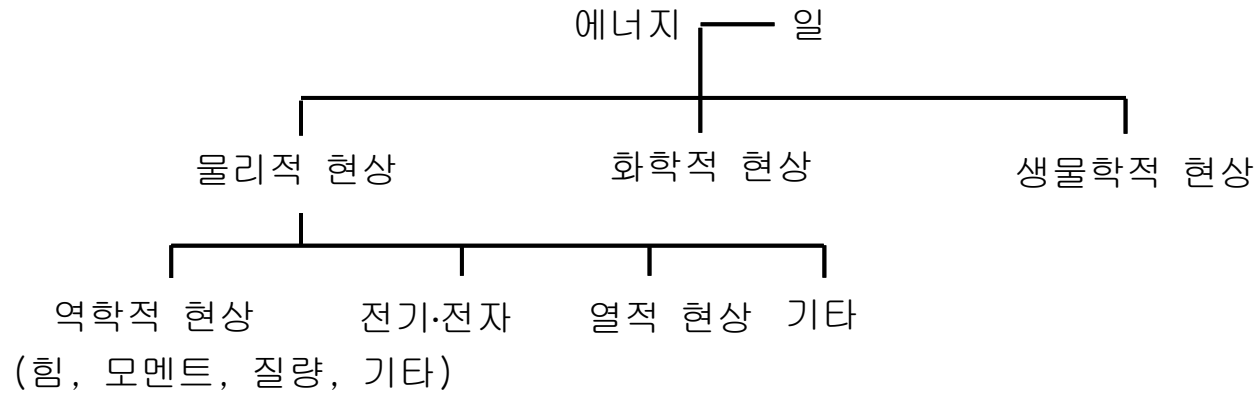 에너지 일
물리적 현상 화학적 현상 생물학적 현상
역학적 현상 전기·전자 열적 현상 기타
(힘, 모멘트, 질량, 기타)